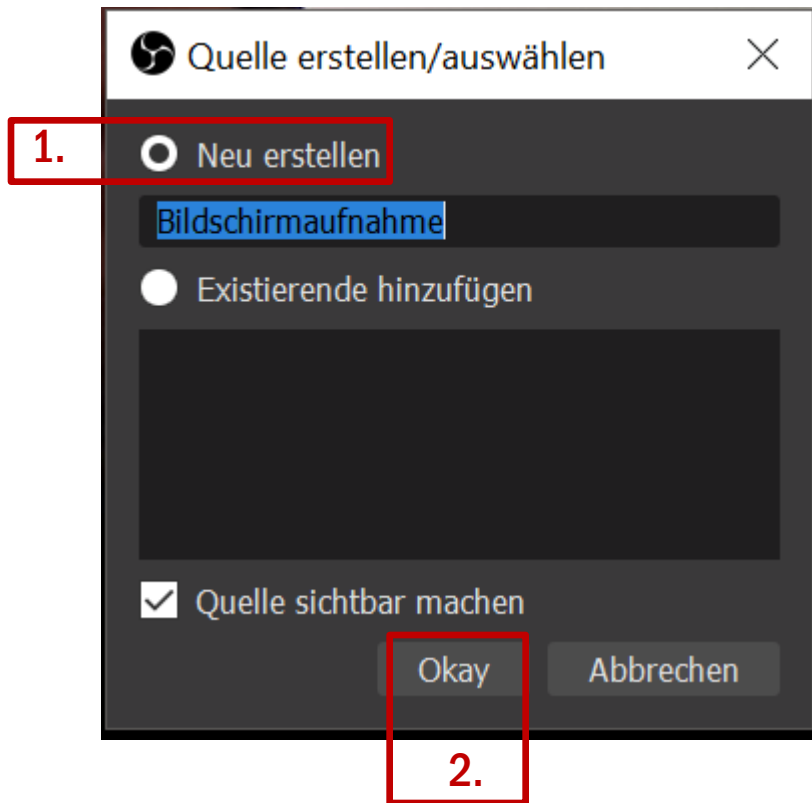 Quelle erstellen/auswählen
1.
Neu erstellen
Bildschirmaufnahme
Existierende hinzufügen
Quelle sichtbar machen
Okay
Abbrechen
2.